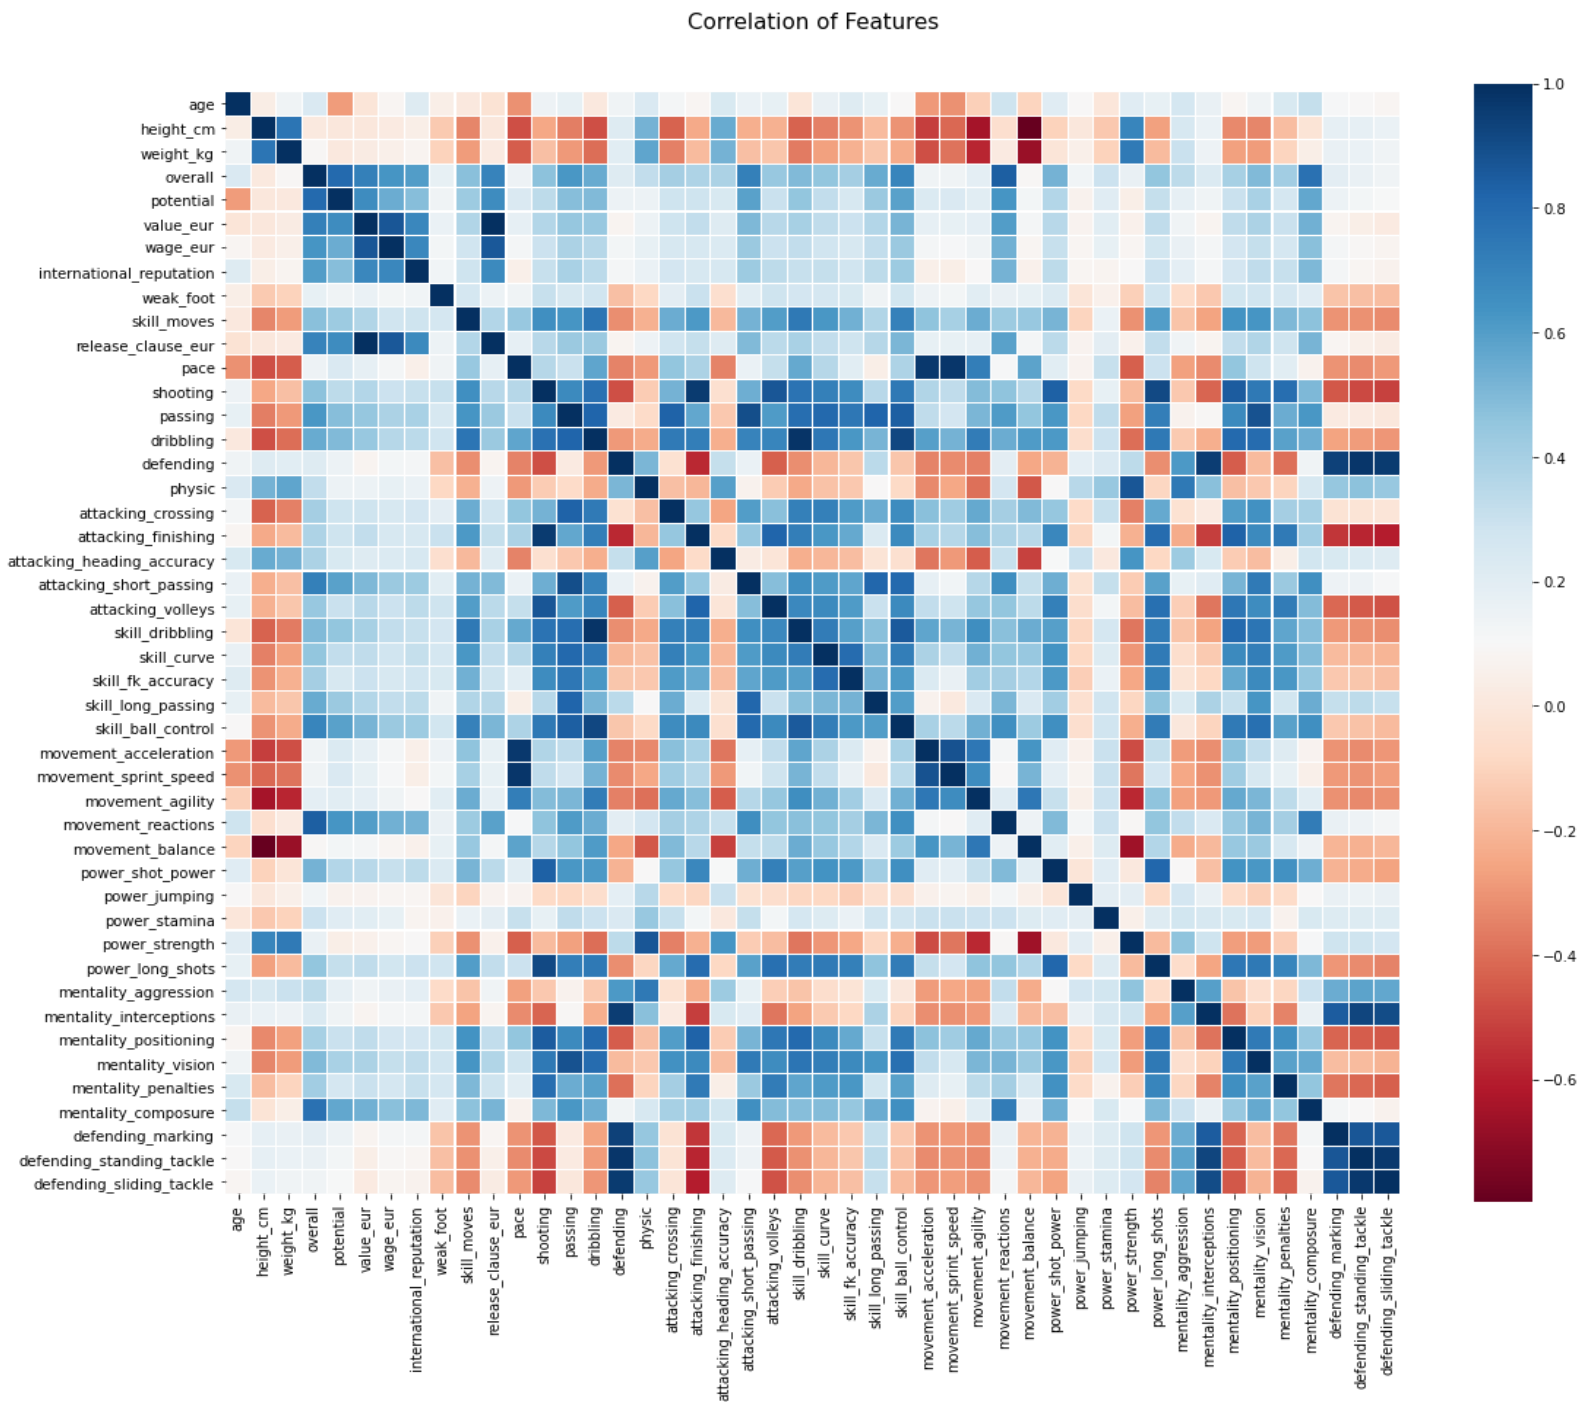 Correlation of Features
age
height_cm
weight_kg
overall
potential
value_eur
wage_eur
international_reputation
weak_foot
skill_moves
release_clause_eur
pace
shooting
passing
dribbling
defending
physic
attacking_crossing
attacking_finishing
attacking_heading_accuracy
attacking_short_passing
attacking_volleys
skill_dribbling
skill_curve
skill_fk_accuracy
skill_long_passing
skill_ball_control
movement_acceleration
movement_sprint_speed
movement_agility
movement_reactions
movement_balance
power_shot_power
power_jumping
power_stamina
power_strength
power_long_shots
mentality_aggression
mentality_interceptions
mentality_positioning
mentality_vision
mentality_penalties
mentality_composure
defending_marking
defending_standing_tackle
defending_sliding_tackle
age
height_cm
weight_kg
overall
potential
value_eur
wage_eur
international_reputation
weak_foot
skill_moves
release_clause_eur
pace
shooting
passing
dribbling
defending
physic
attacking_crossing
attacking_finishing
attacking_heading_accuracy
attacking_short_passing
attacking_volleys
skill_dribbling
skill_curve
skill_fk_accuracy
skill_long_passing
skill_ball_control
movement_acceleration
movement_sprint_speed
movement_agility
movement_reactions
movement_balance
power_shot_power
power_jumping
power_stamina
power_strength
power_long_shots
mentality_aggression
mentality_interceptions
mentality_positioning
mentality_vision
mentality_penalties
mentality_composure
defending_marking
defending_standing_tackle
defending_sliding_tackle
1.0
0.8
0.6
0.4
0.2
0.0
−0.2
−0.4
−0.6